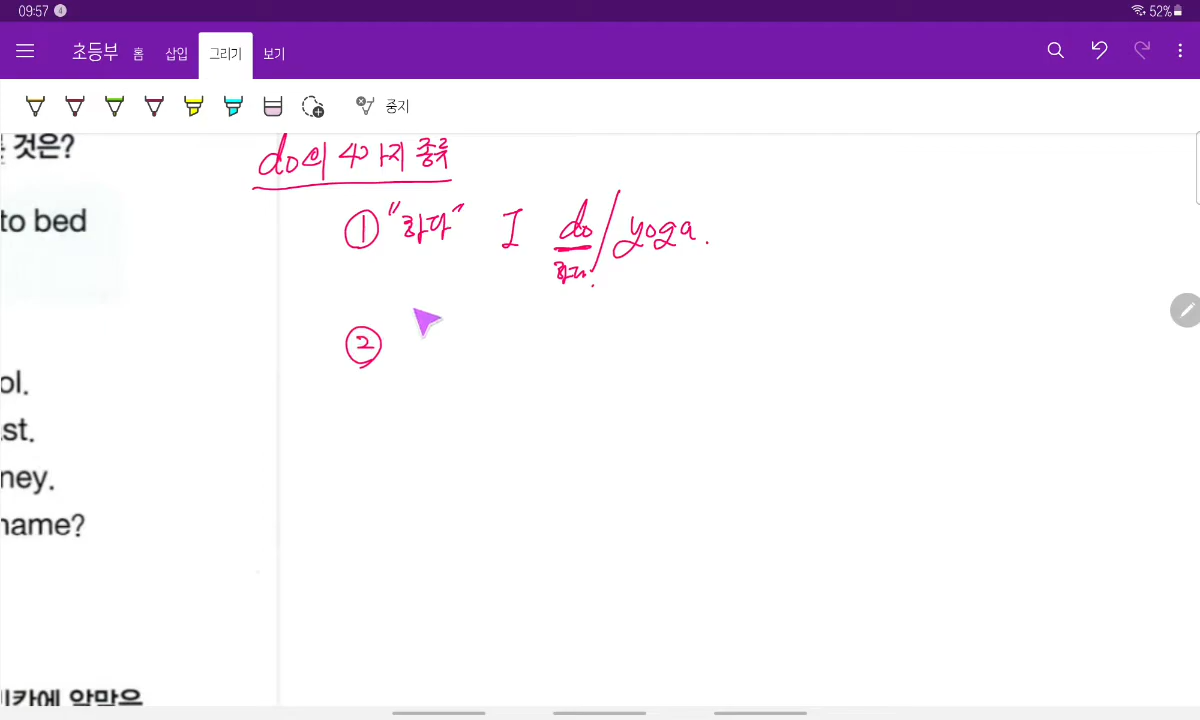 09:57 4 52%
초등부 홈 삽입 그리기 보기
중지
것은?
do의 4가지 종류
to bed
① "하다" I do / yoga.
하다.
②
ol.
st.
ney.
name?